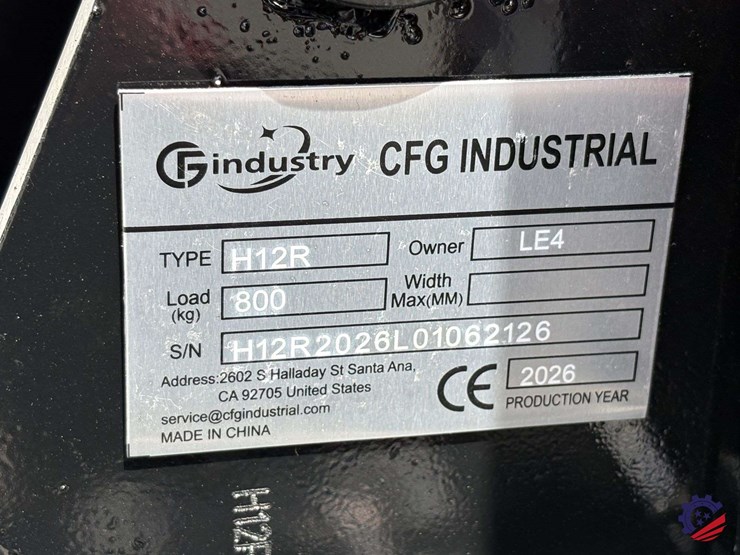 CFGindustry CFG INDUSTRIAL
TYPE H12R Owner LE4
Load (kg) 800 Width Max(MM)
S/N H12R2026L01062126
Address:2602 S Halladay St Santa Ana,
CA 92705 United States
service@cfgindustrial.com
MADE IN CHINA
CE 2026
PRODUCTION YEAR